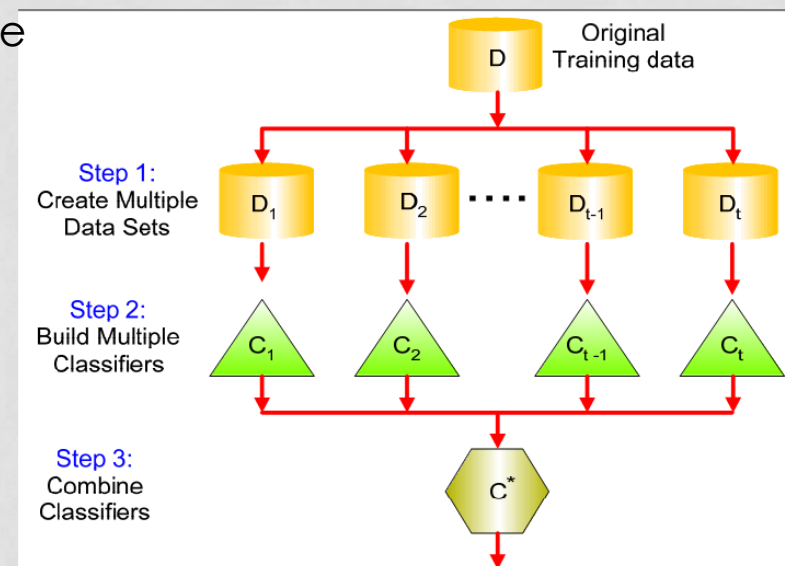 e
D
Original
Training data
Step 1:
Create Multiple
Data Sets
D1
D2
....
Dt-1
Dt
Step 2:
Build Multiple
Classifiers
C1
C2
Ct -1
Ct
Step 3:
Combine
Classifiers
C*